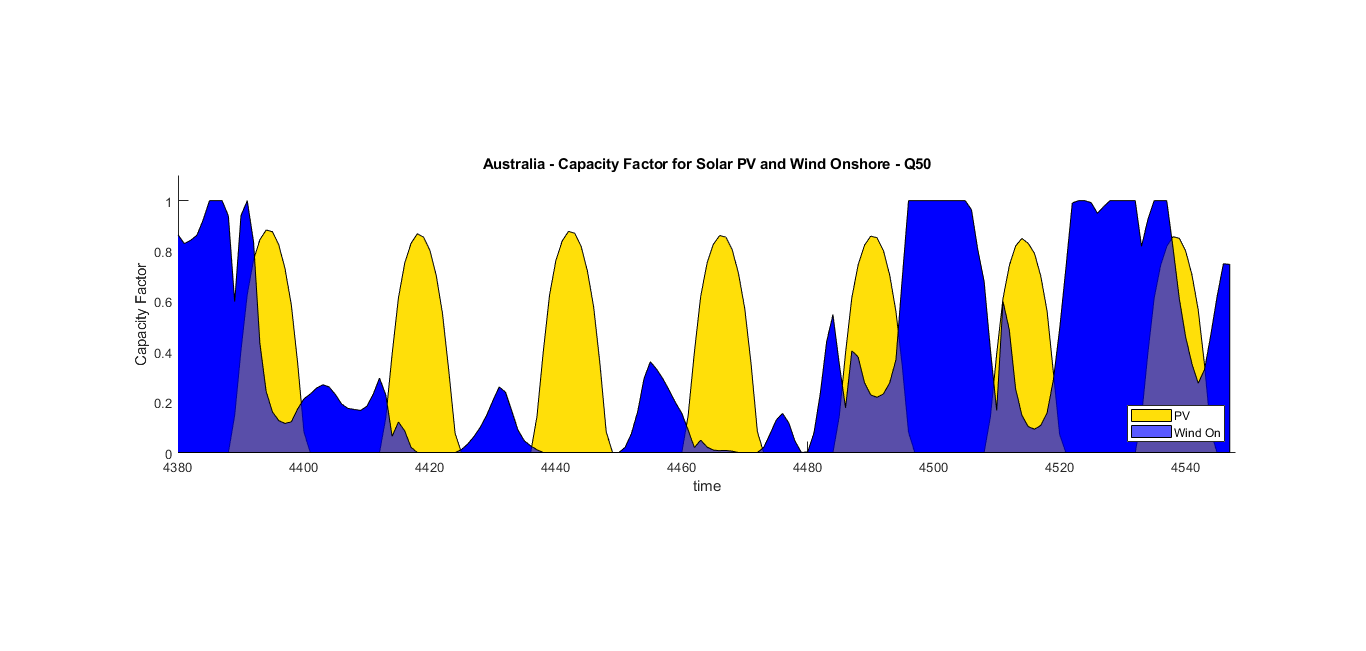 Australia - Capacity Factor for Solar PV and Wind Onshore - Q50
Capacity Factor
1
0.8
0.6
0.4
0.2
0
4380 4400 4420 4440 4460 4480 4500 4520 4540
time
PV
Wind On